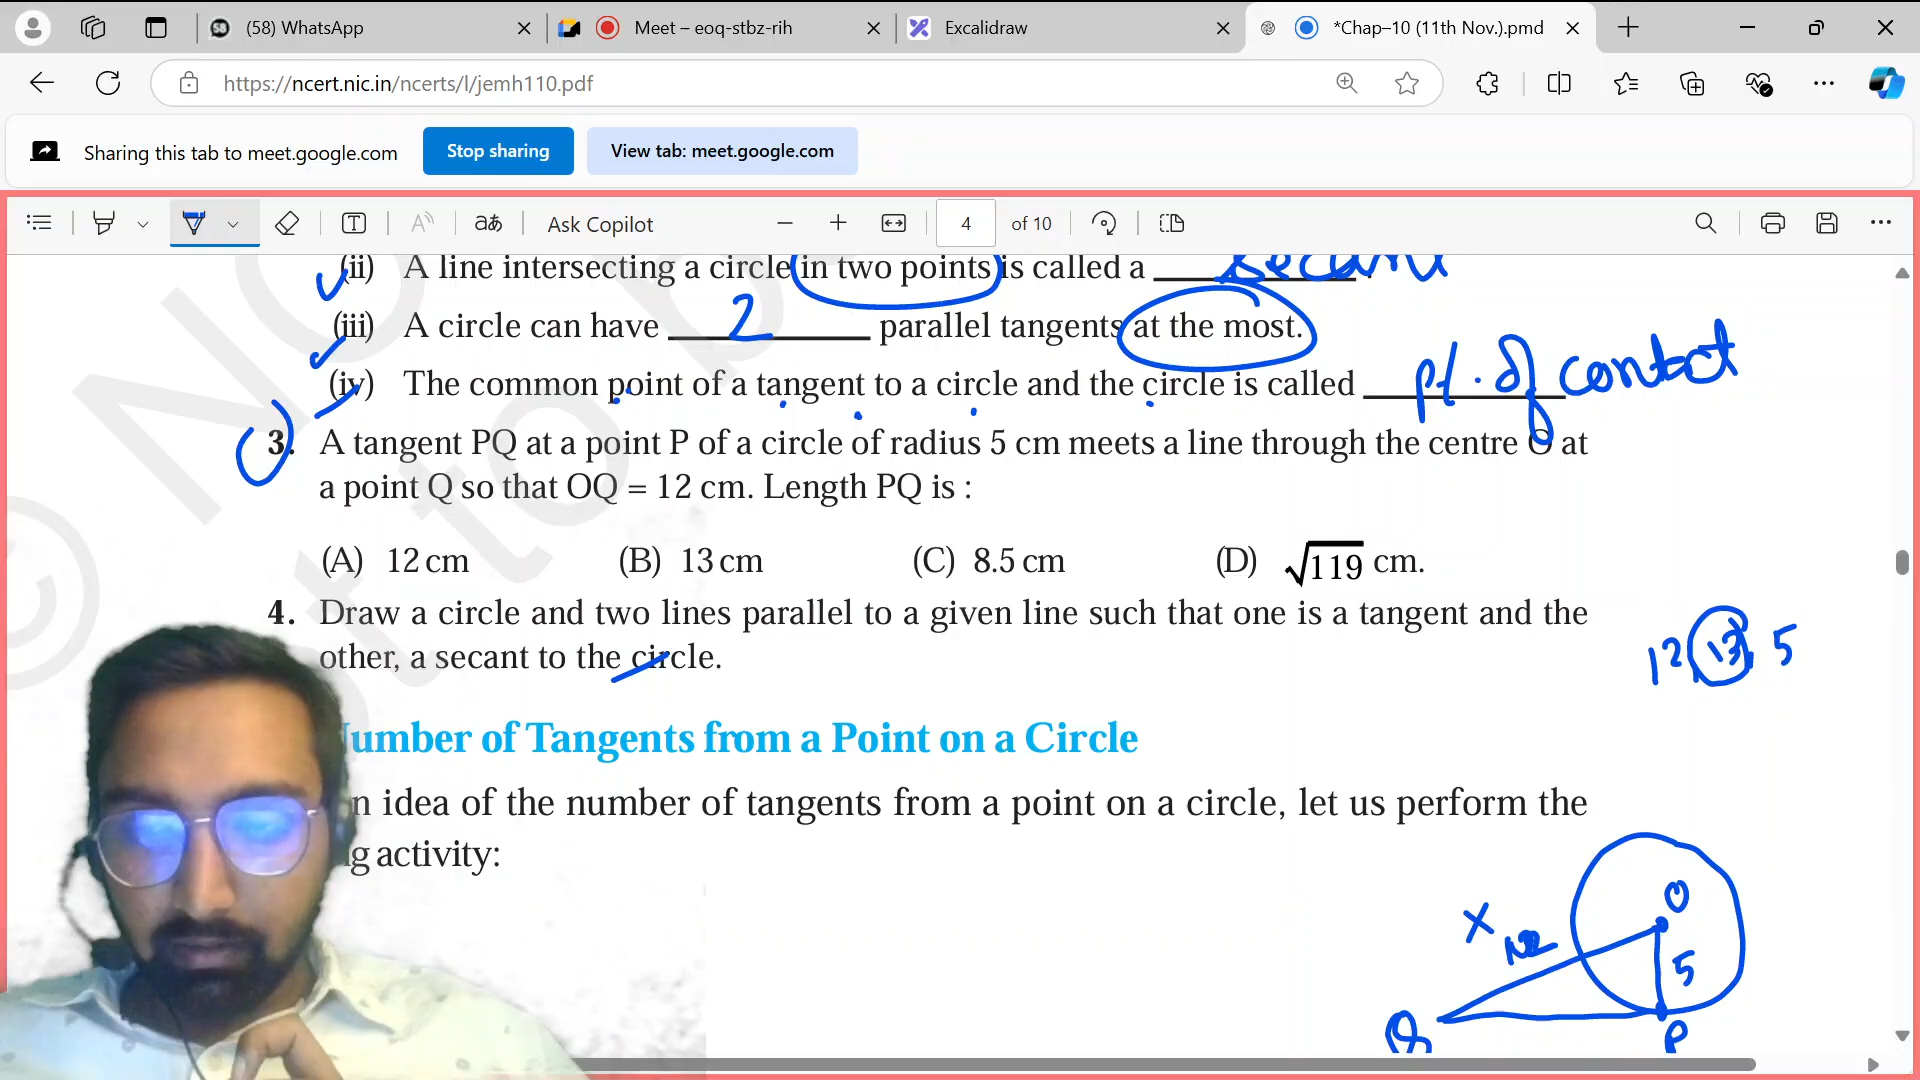 (58) WhatsApp
Meet – eoq-stbz-rih
Excalidraw
*Chap–10 (11th Nov.).pmd
https://ncert.nic.in/ncerts/l/jemh110.pdf
Sharing this tab to meet.google.com
Stop sharing
View tab: meet.google.com
Ask Copilot
4 of 10
(ii) A line intersecting a circle in two points is called a secant.
(iii) A circle can have 2 parallel tangents at the most.
(iv) The common point of a tangent to a circle and the circle is called pt. of contact
3. A tangent PQ at a point P of a circle of radius 5 cm meets a line through the centre O at
a point Q so that OQ = 12 cm. Length PQ is :
(A) 12 cm (B) 13 cm (C) 8.5 cm (D) √119 cm.
4. Draw a circle and two lines parallel to a given line such that one is a tangent and the
other, a secant to the circle.
12, 13, 5
umber of Tangents from a Point on a Circle
n idea of the number of tangents from a point on a circle, let us perform the
g activity:
O
X
5
Q
P